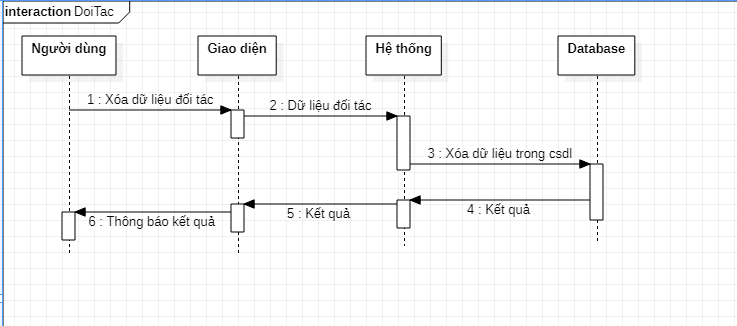 interaction DoiTac
Người dùng
Giao diện
Hệ thống
Database
1 : Xóa dữ liệu đối tác
2 : Dữ liệu đối tác
3 : Xóa dữ liệu trong csdl
4 : Kết quả
5 : Kết quả
6 : Thông báo kết quả